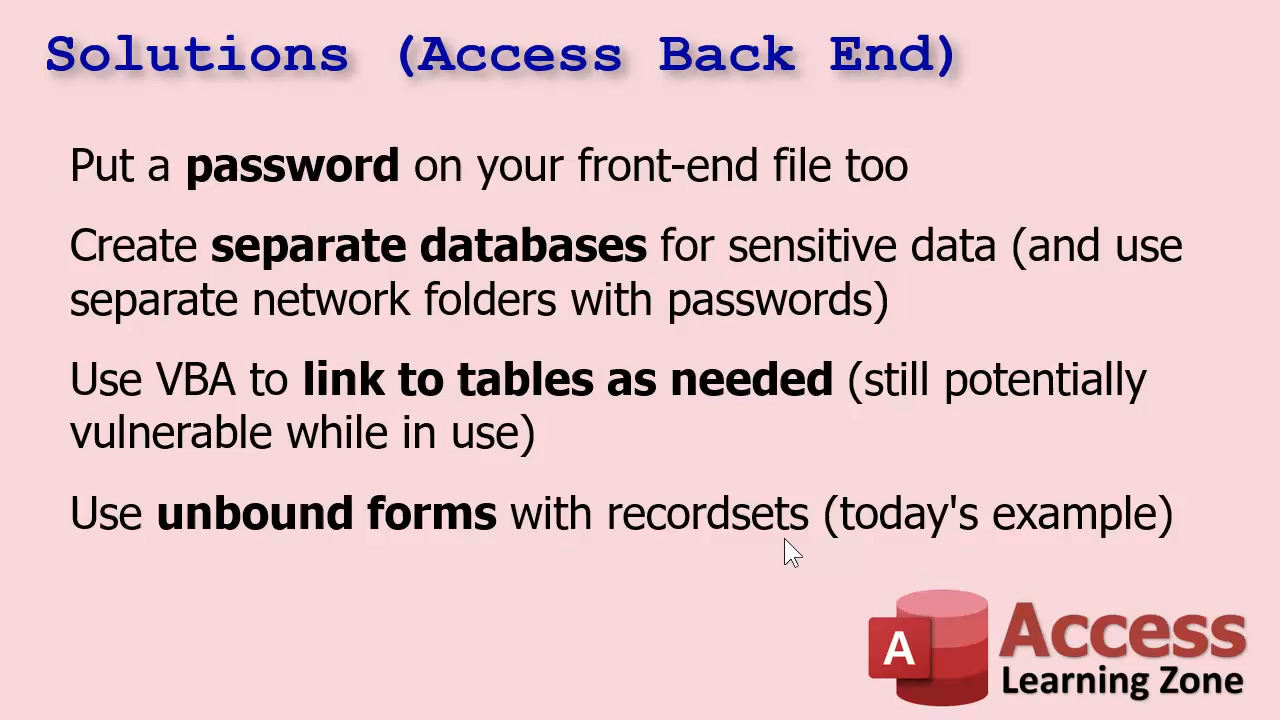 Solutions (Access Back End)
Put a password on your front-end file too
Create separate databases for sensitive data (and use
separate network folders with passwords)
Use VBA to link to tables as needed (still potentially
vulnerable while in use)
Use unbound forms with recordsets (today's example)
A
Access
Learning Zone